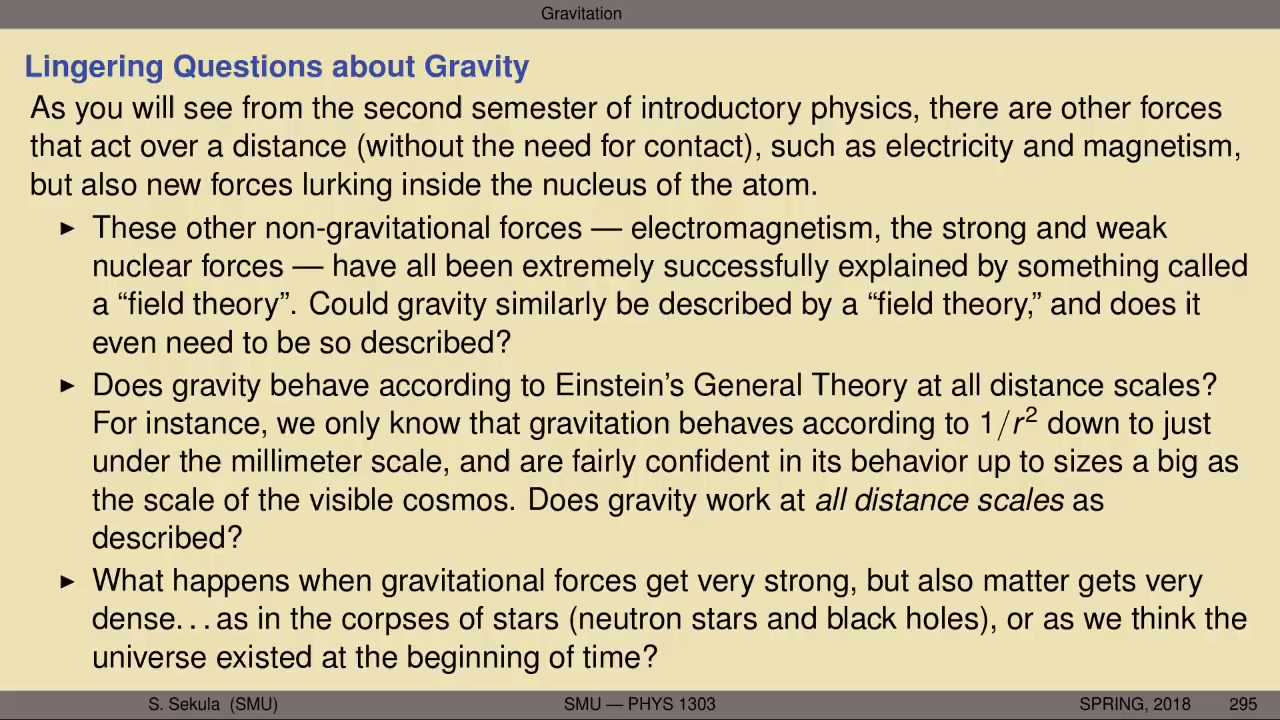 Gravitation
Lingering Questions about Gravity
As you will see from the second semester of introductory physics, there are other forces
that act over a distance (without the need for contact), such as electricity and magnetism,
but also new forces lurking inside the nucleus of the atom.
▶ These other non-gravitational forces — electromagnetism, the strong and weak
nuclear forces — have all been extremely successfully explained by something called
a “field theory”. Could gravity similarly be described by a “field theory,” and does it
even need to be so described?
▶ Does gravity behave according to Einstein’s General Theory at all distance scales?
For instance, we only know that gravitation behaves according to 1/r² down to just
under the millimeter scale, and are fairly confident in its behavior up to sizes a big as
the scale of the visible cosmos. Does gravity work at all distance scales as
described?
▶ What happens when gravitational forces get very strong, but also matter gets very
dense. . . as in the corpses of stars (neutron stars and black holes), or as we think the
universe existed at the beginning of time?
S. Sekula (SMU) SMU — PHYS 1303 SPRING, 2018 295